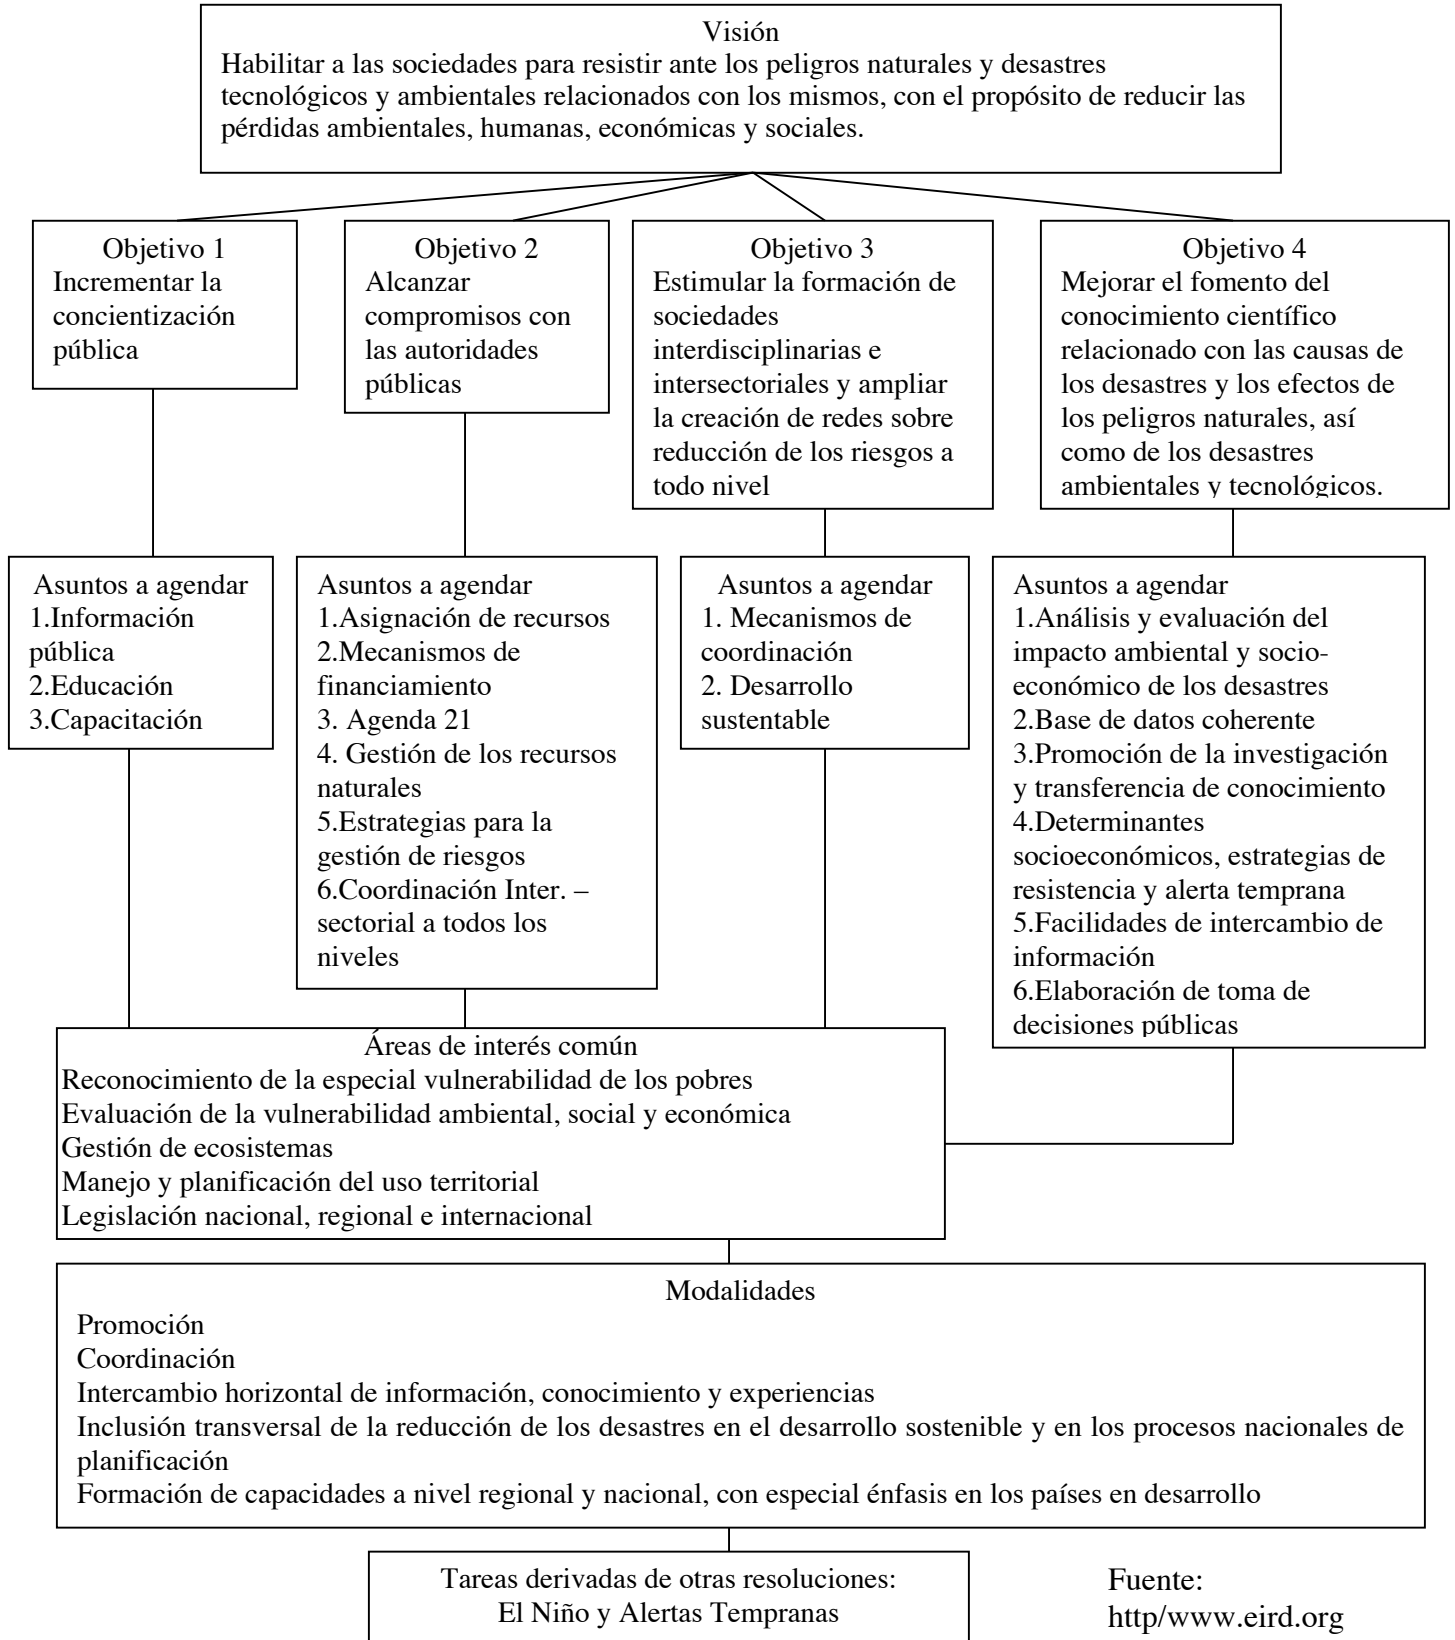 Visión
Habilitar a las sociedades para resistir ante los peligros naturales y desastres
tecnológicos y ambientales relacionados con los mismos, con el propósito de reducir las
pérdidas ambientales, humanas, económicas y sociales.
Objetivo 1
Incrementar la
concientización
pública
Objetivo 2
Alcanzar
compromisos con
las autoridades
públicas
Objetivo 3
Estimular la formación de
sociedades
interdisciplinarias e
intersectoriales y ampliar
la creación de redes sobre
reducción de los riesgos a
todo nivel
Objetivo 4
Mejorar el fomento del
conocimiento científico
relacionado con las causas de
los desastres y los efectos de
los peligros naturales, así
como de los desastres
ambientales y tecnológicos.
Asuntos a agendar
1.Información
pública
2.Educación
3.Capacitación
Asuntos a agendar
1.Asignación de recursos
2.Mecanismos de
financiamiento
3. Agenda 21
4. Gestión de los recursos
naturales
5.Estrategias para la
gestión de riesgos
6.Coordinación Inter. –
sectorial a todos los
niveles
Asuntos a agendar
1. Mecanismos de
coordinación
2. Desarrollo
sustentable
Asuntos a agendar
1.Análisis y evaluación del
impacto ambiental y socio-
económico de los desastres
2.Base de datos coherente
3.Promoción de la investigación
y transferencia de conocimiento
4.Determinantes
socioeconómicos, estrategias de
resistencia y alerta temprana
5.Facilidades de intercambio de
información
6.Elaboración de toma de
decisiones públicas
Áreas de interés común
Reconocimiento de la especial vulnerabilidad de los pobres
Evaluación de la vulnerabilidad ambiental, social y económica
Gestión de ecosistemas
Manejo y planificación del uso territorial
Legislación nacional, regional e internacional
Modalidades
Promoción
Coordinación
Intercambio horizontal de información, conocimiento y experiencias
Inclusión transversal de la reducción de los desastres en el desarrollo sostenible y en los procesos nacionales de
planificación
Formación de capacidades a nivel regional y nacional, con especial énfasis en los países en desarrollo
Tareas derivadas de otras resoluciones:
El Niño y Alertas Tempranas
Fuente:
http/www.eird.org